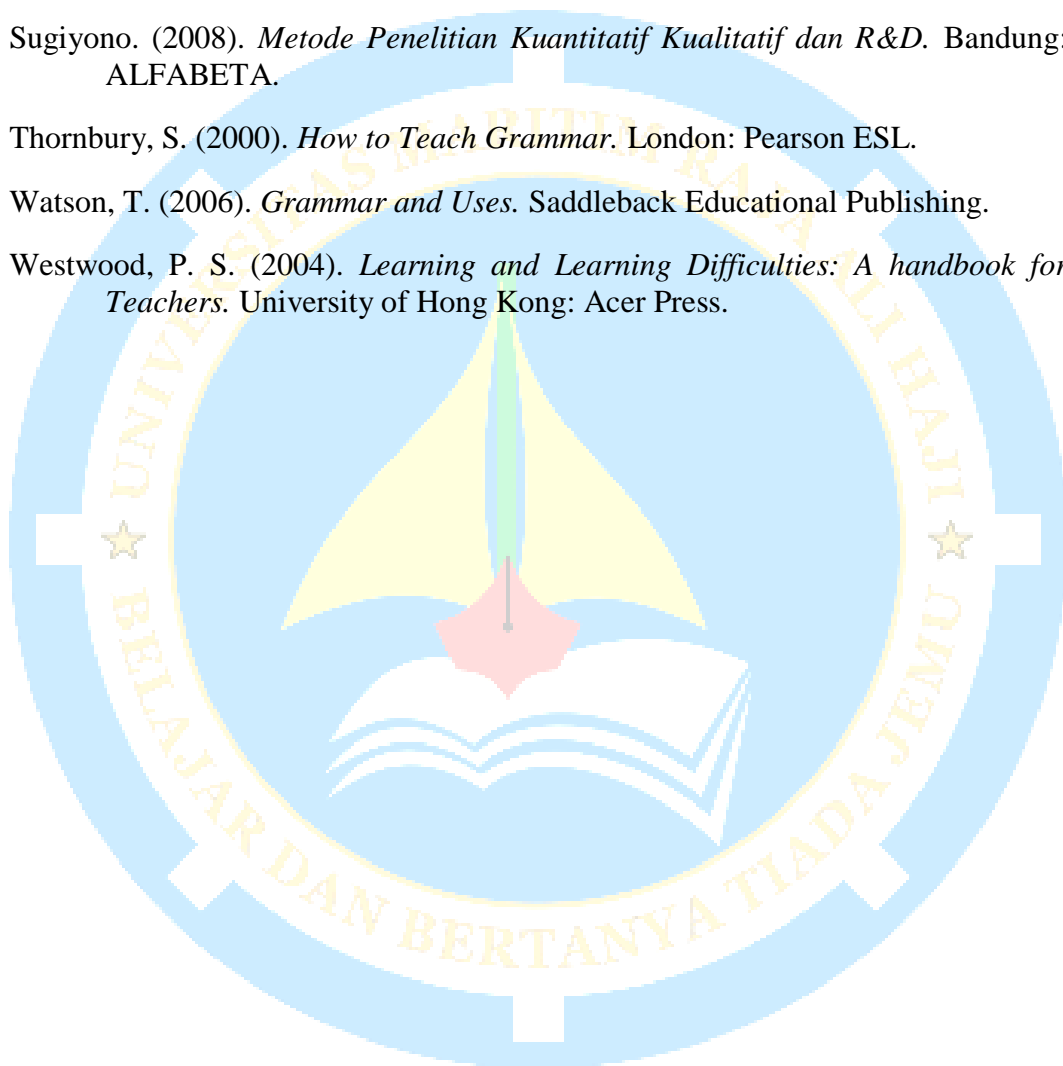 Sugiyono. (2008). Metode Penelitian Kuantitatif Kualitatif dan R&D. Bandung:
ALFABETA.
Thornbury, S. (2000). How to Teach Grammar. London: Pearson ESL.
Watson, T. (2006). Grammar and Uses. Saddleback Educational Publishing.
Westwood, P. S. (2004). Learning and Learning Difficulties: A handbook for
Teachers. University of Hong Kong: Acer Press.
UNIVERSITAS MARITIM RAJA ALI HAJI
BELAJAR DAN BERTANYA TIADA JEMU